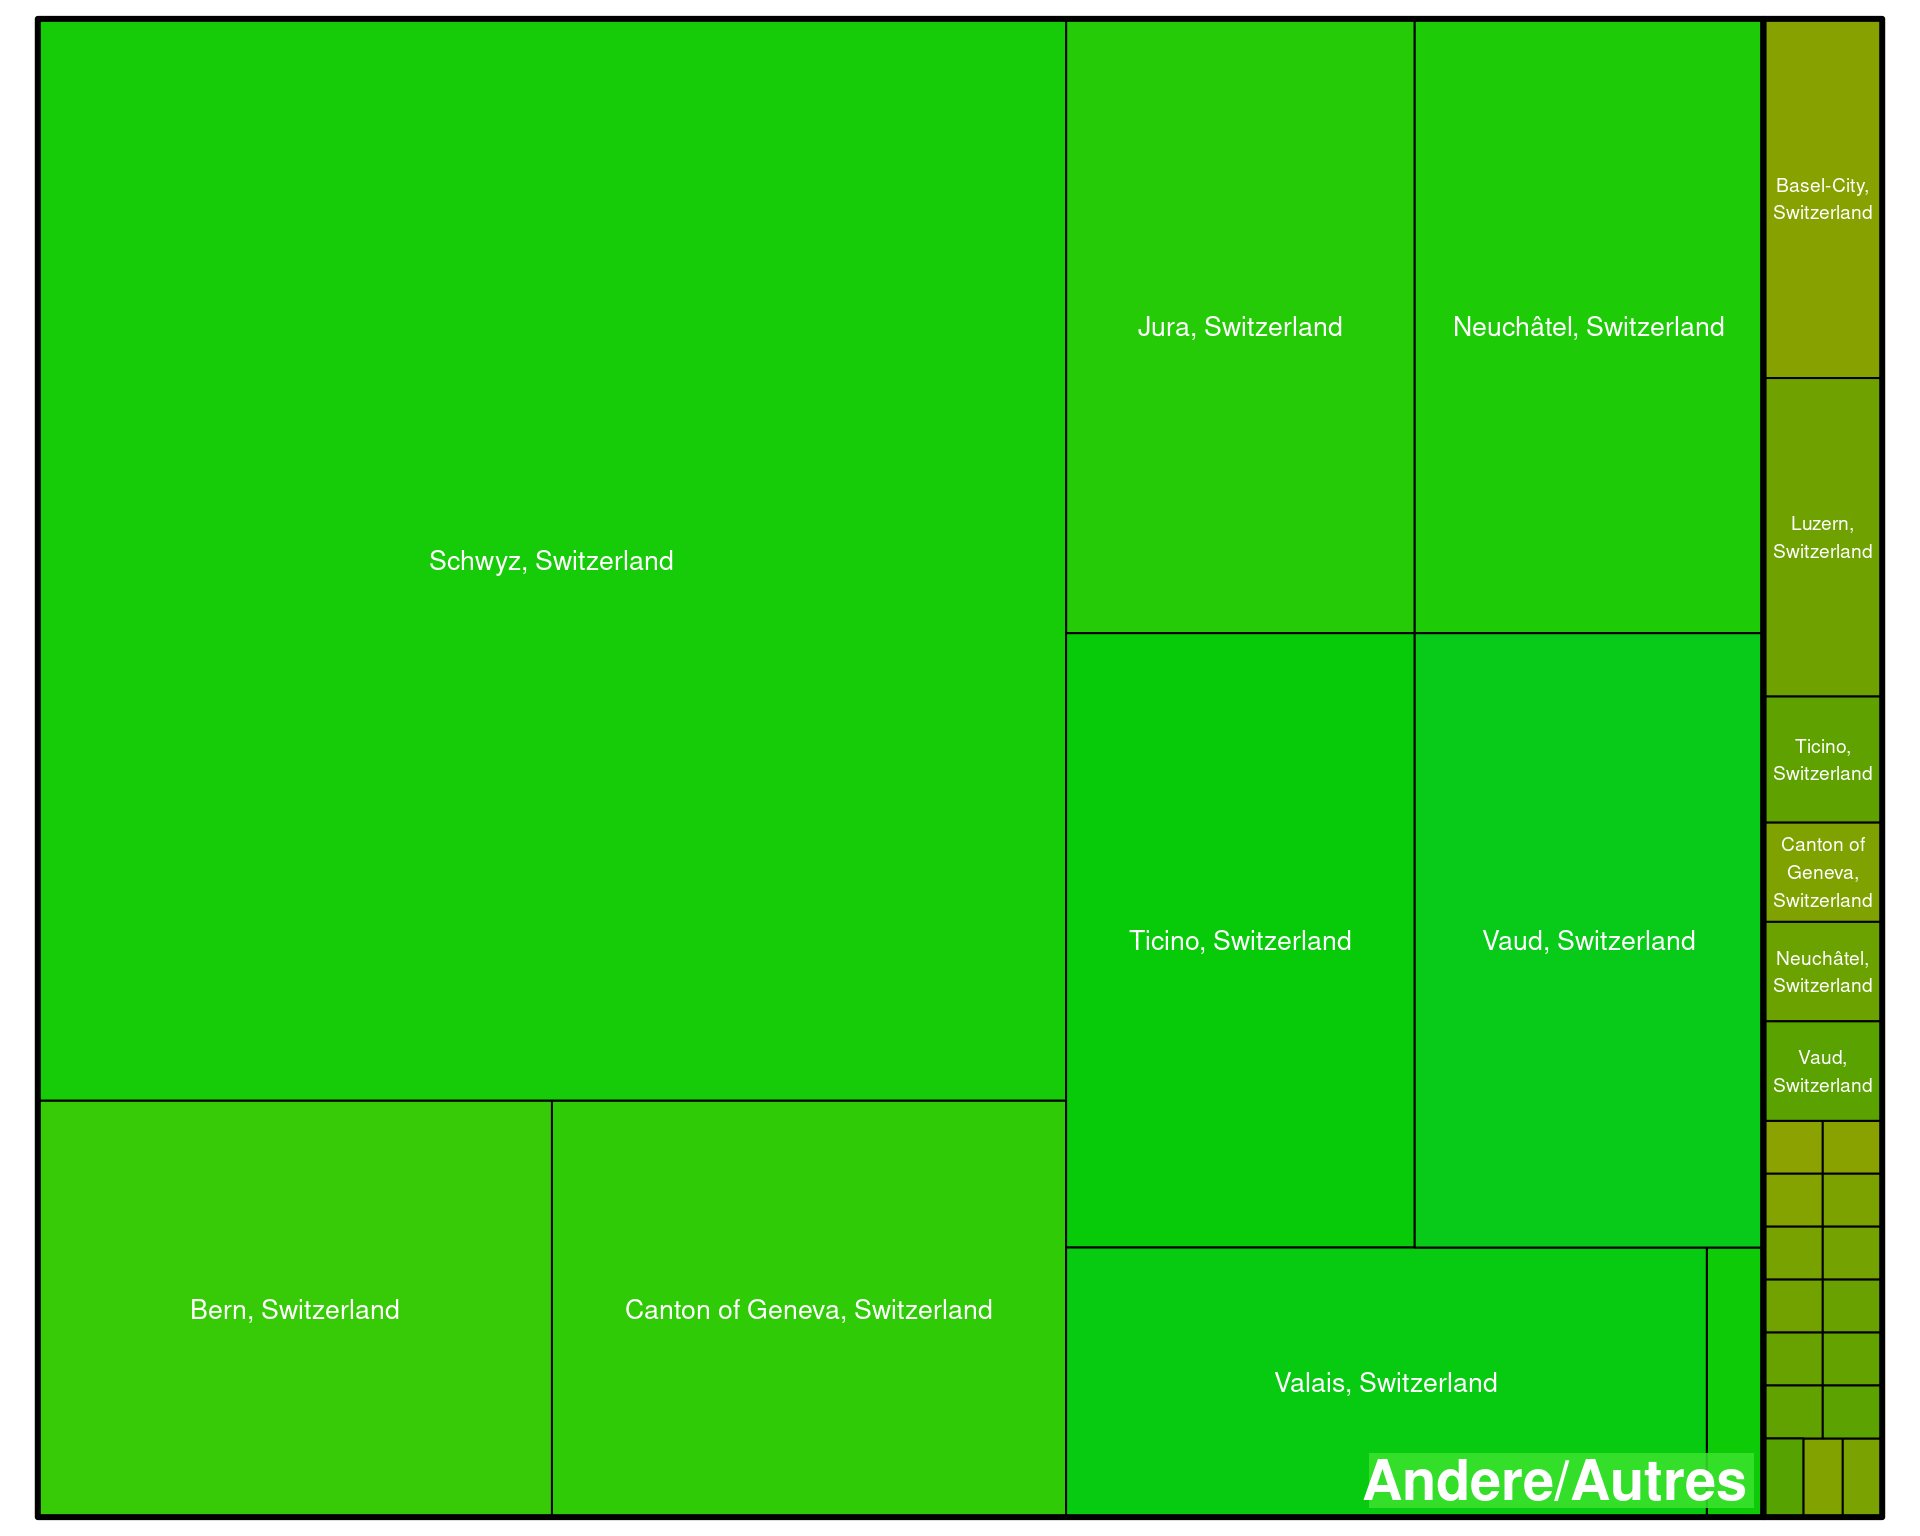 Schwyz, Switzerland
Jura, Switzerland
Neuchâtel, Switzerland
Ticino, Switzerland
Vaud, Switzerland
Bern, Switzerland
Canton of Geneva, Switzerland
Valais, Switzerland
Andere/Autres
Basel-City,
Switzerland
Luzern,
Switzerland
Ticino,
Switzerland
Canton of
Geneva,
Switzerland
Neuchâtel,
Switzerland
Vaud,
Switzerland